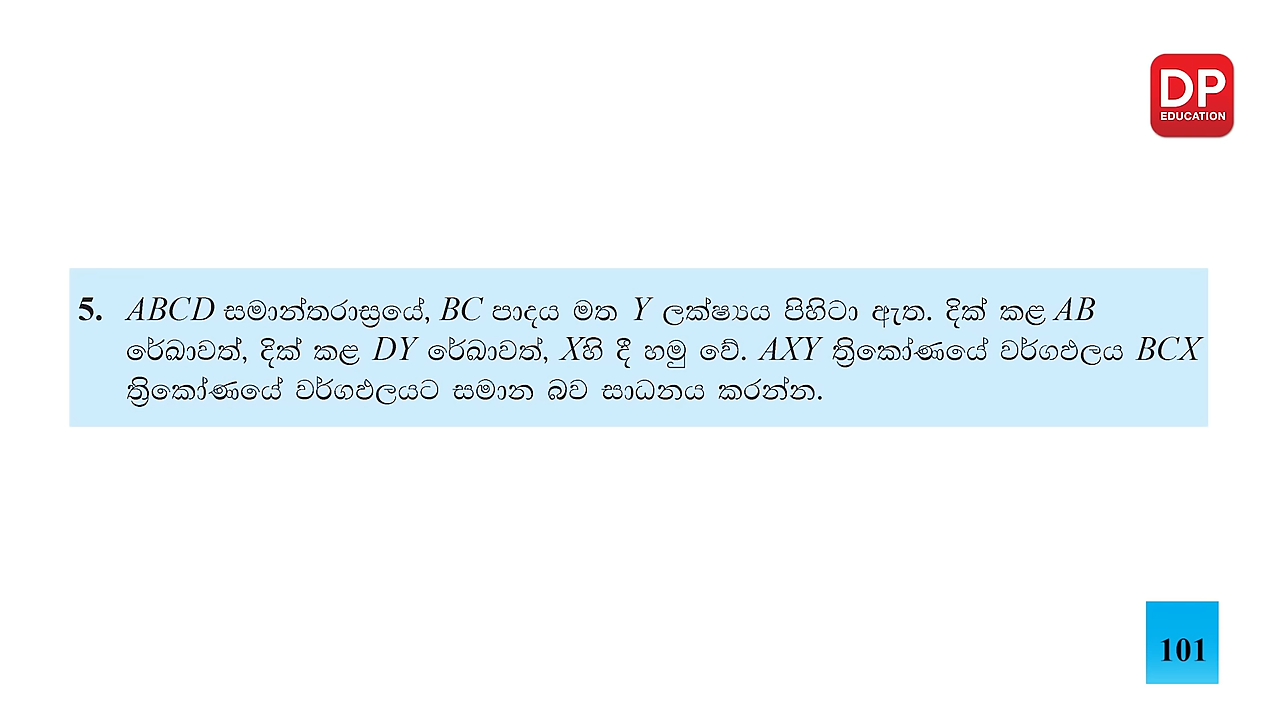 DP
EDUCATION
5. ABCD සමාන්තරාස්‍රයේ, BC පාදය මත Y ලක්ෂ්‍යය පිහිටා ඇත. දික් කළ AB
රේඛාවත්, දික් කළ DY රේඛාවත්, Xහි දී හමු වේ. AXY ත්‍රිකෝණයේ වර්ගඵලය BCX
ත්‍රිකෝණයේ වර්ගඵලයට සමාන බව සාධනය කරන්න.
101